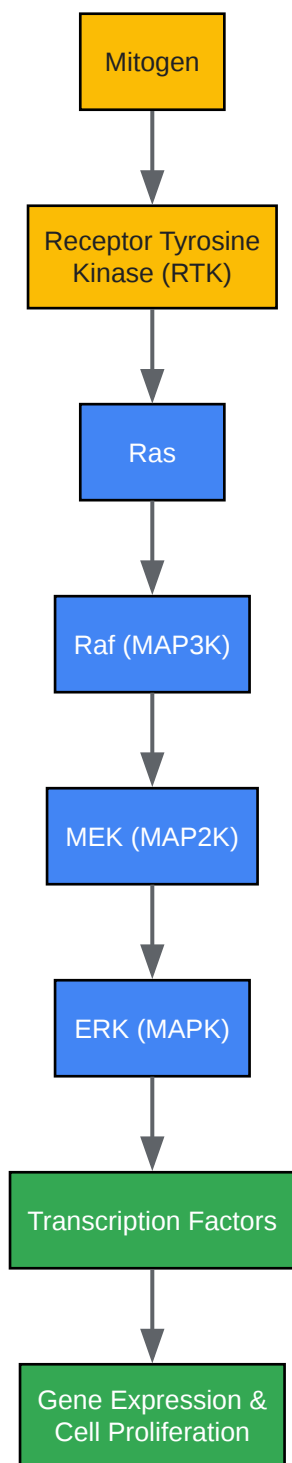 Mitogen
Receptor Tyrosine
Kinase (RTK)
Ras
Raf (MAP3K)
MEK (MAP2K)
ERK (MAPK)
Transcription Factors
Gene Expression &
Cell Proliferation